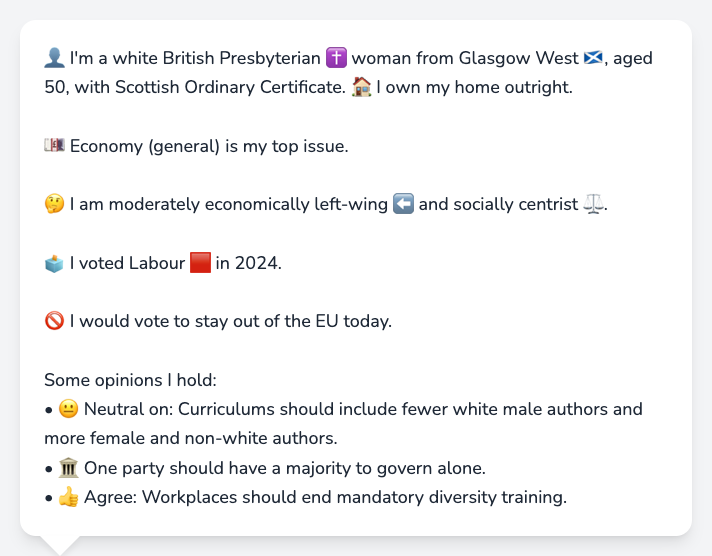 👤 I'm a white British Presbyterian ✝️ woman from Glasgow West 🏴󠁧󠁢󠁳󠁣󠁴󠁿, aged
50, with Scottish Ordinary Certificate. 🏠 I own my home outright.
💷 Economy (general) is my top issue.
🤔 I am moderately economically left-wing ⬅️ and socially centrist ⚖️.
🗳️ I voted Labour 🟥 in 2024.
🚫 I would vote to stay out of the EU today.
Some opinions I hold:
• 😐 Neutral on: Curriculums should include fewer white male authors and
more female and non-white authors.
• 🏛️ One party should have a majority to govern alone.
• 👍 Agree: Workplaces should end mandatory diversity training.